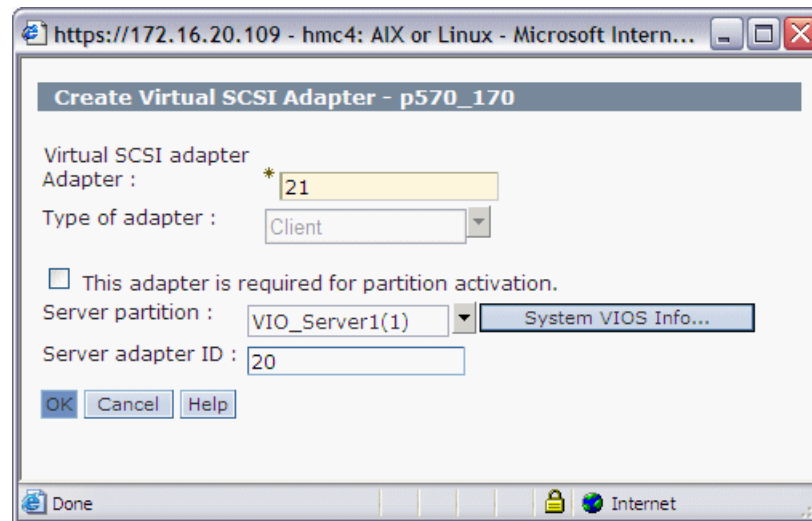 https://172.16.20.109 - hmc4: AIX or Linux - Microsoft Intern...
Create Virtual SCSI Adapter - p570_170
Virtual SCSI adapter
Adapter : * 21
Type of adapter : Client
This adapter is required for partition activation.
Server partition : VIO_Server1(1) System VIOS Info...
Server adapter ID : 20
OK Cancel Help
Done Internet